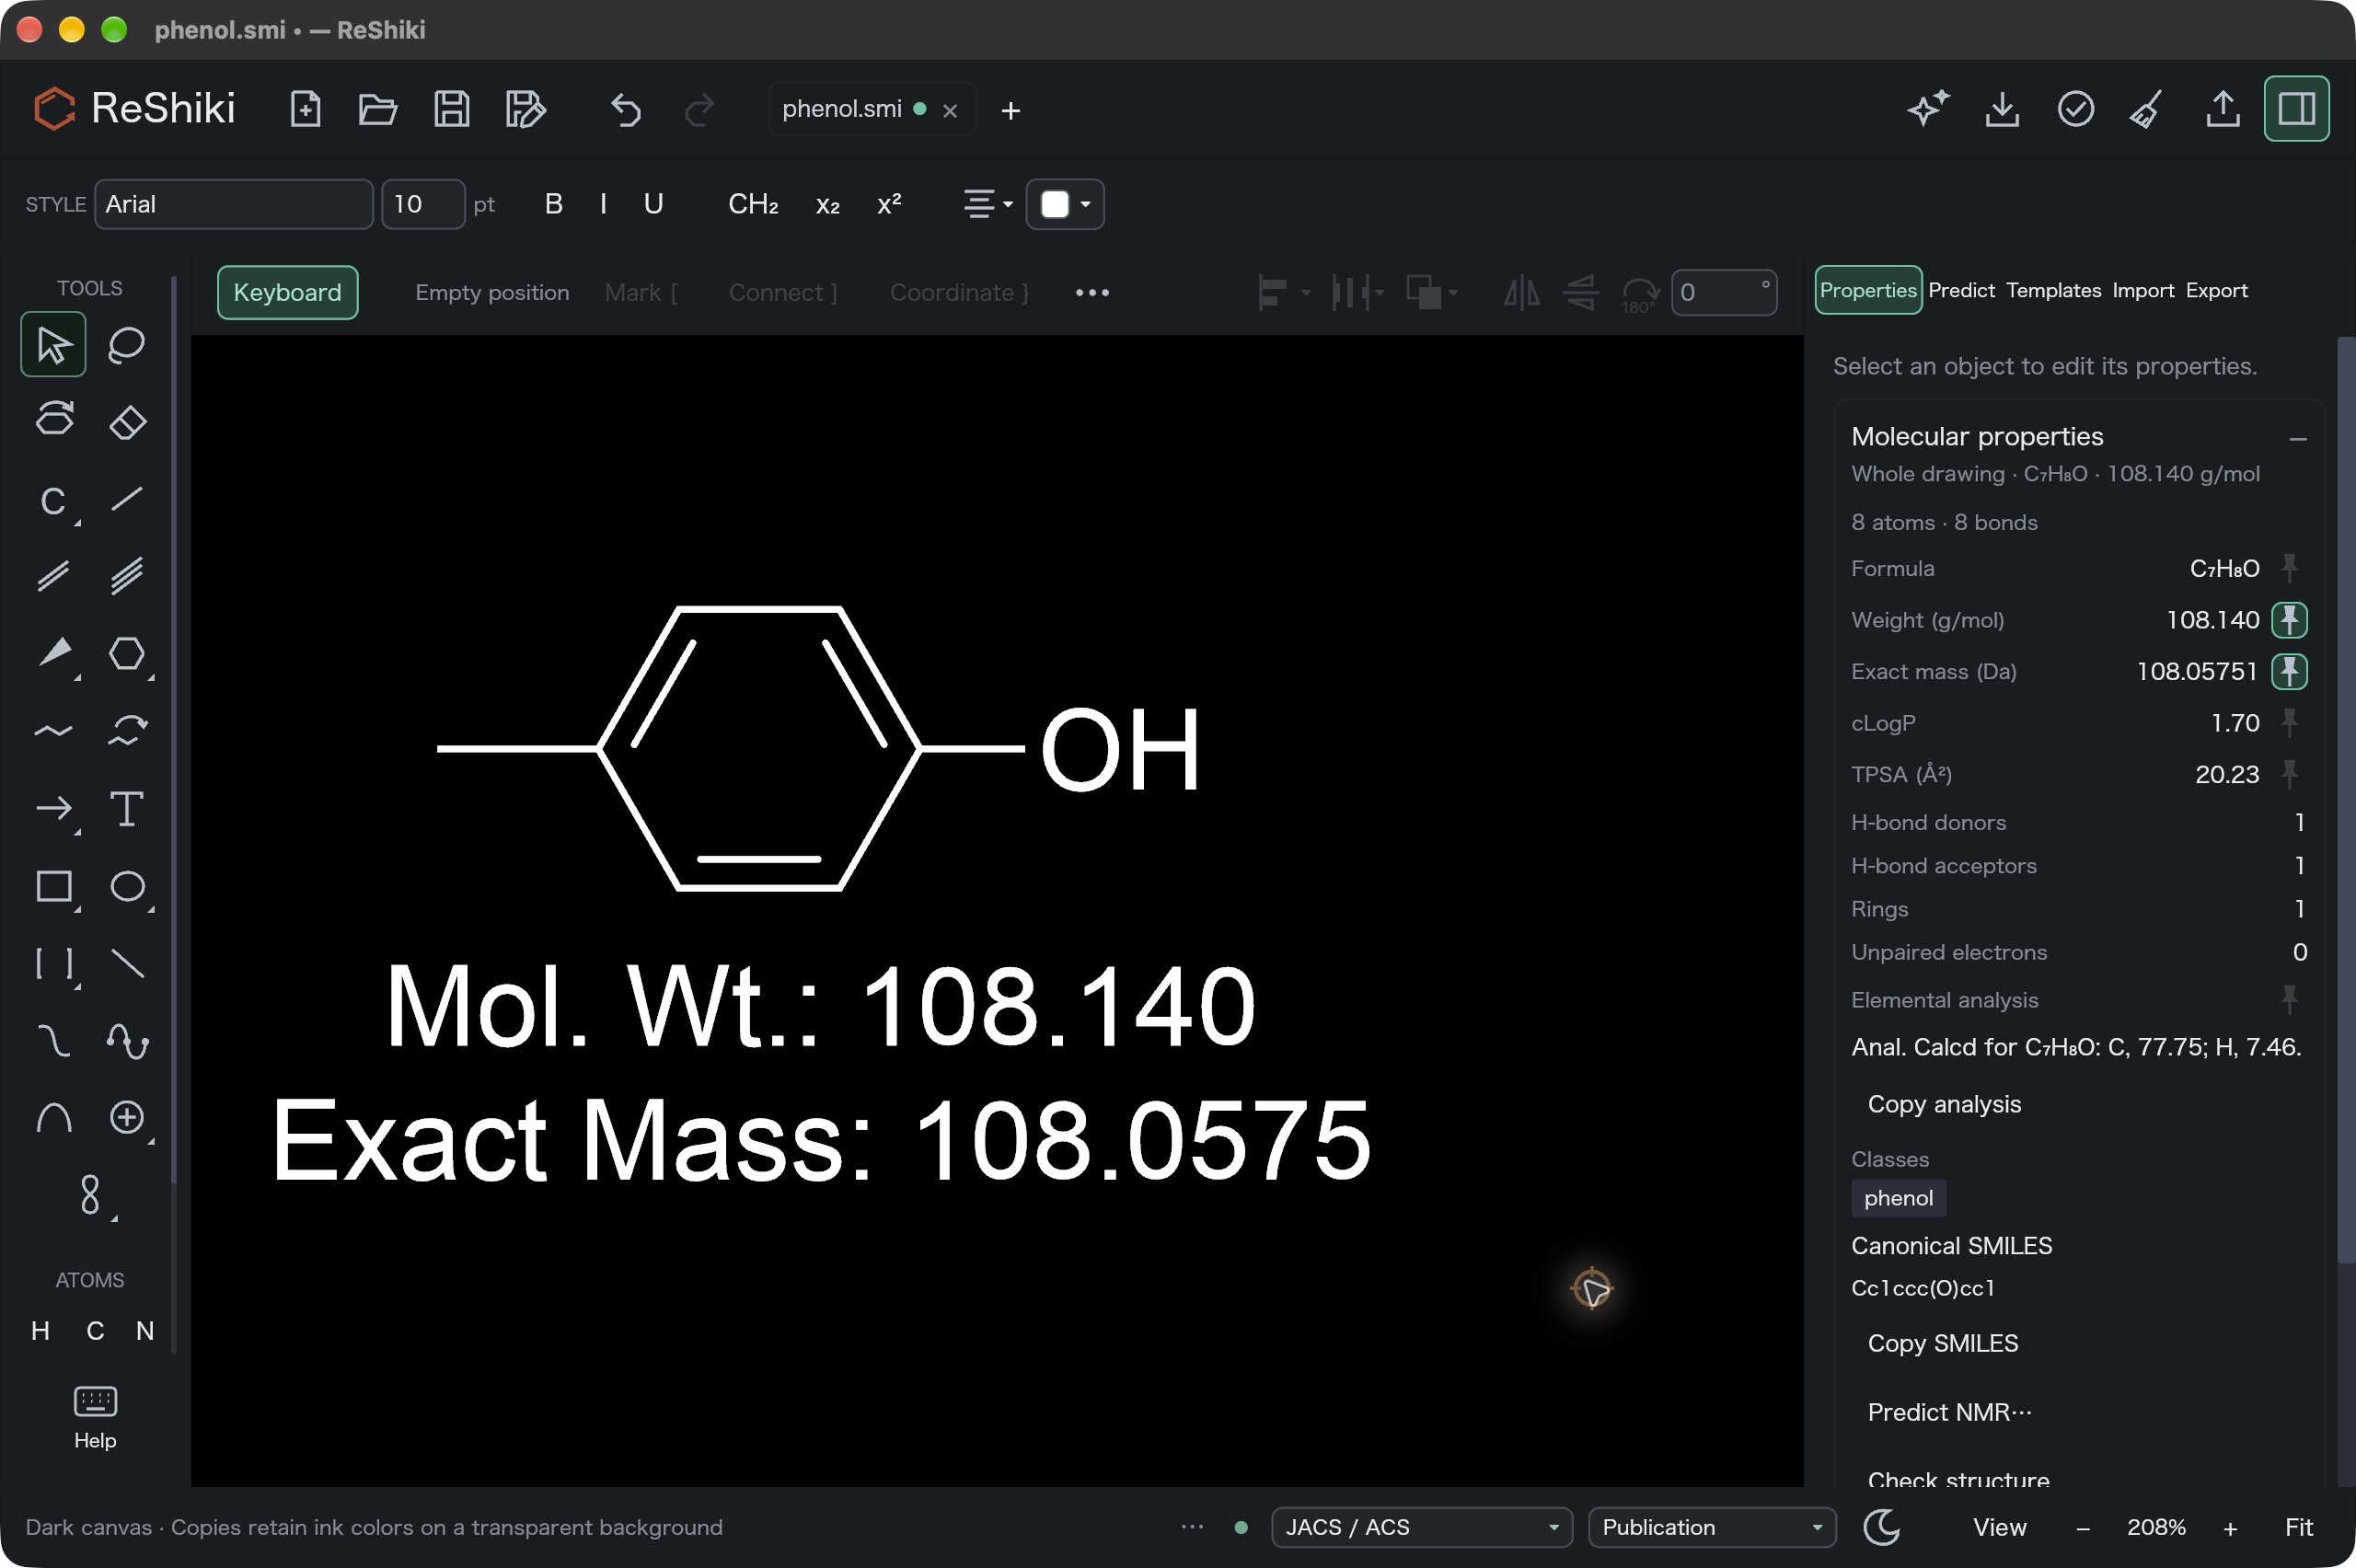 phenol.smi • — ReShiki
ReShiki
phenol.smi
STYLE Arial 10 pt B I U CH₂ x₂ x²
TOOLS
Keyboard Empty position Mark [ Connect ] Coordinate } •••
180° 0 °
Properties Predict Templates Import Export
Select an object to edit its properties.
Molecular properties
Whole drawing · C₇H₈O · 108.140 g/mol
8 atoms · 8 bonds
Formula C₇H₈O
Weight (g/mol) 108.140
Exact mass (Da) 108.05751
cLogP 1.70
TPSA (Å²) 20.23
H-bond donors 1
H-bond acceptors 1
Rings 1
Unpaired electrons 0
Elemental analysis
Anal. Calcd for C₇H₈O: C, 77.75; H, 7.46.
Copy analysis
Classes
phenol
Canonical SMILES
Cc1ccc(O)cc1
Copy SMILES
Predict NMR···
Check structure
C
T
ATOMS
H C N
Help
OH
Mol. Wt.: 108.140
Exact Mass: 108.0575
Dark canvas · Copies retain ink colors on a transparent background
··· JACS / ACS Publication View – 208% + Fit